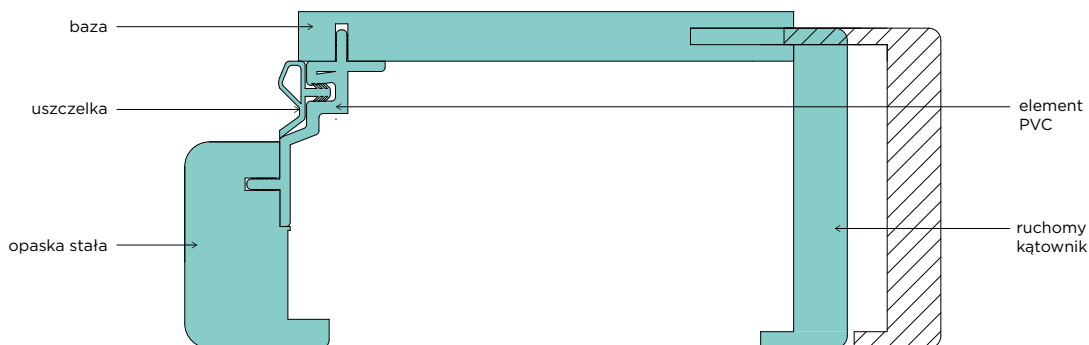 baza
uszczelka
opaska stała
element
PVC
ruchomy
kątownik